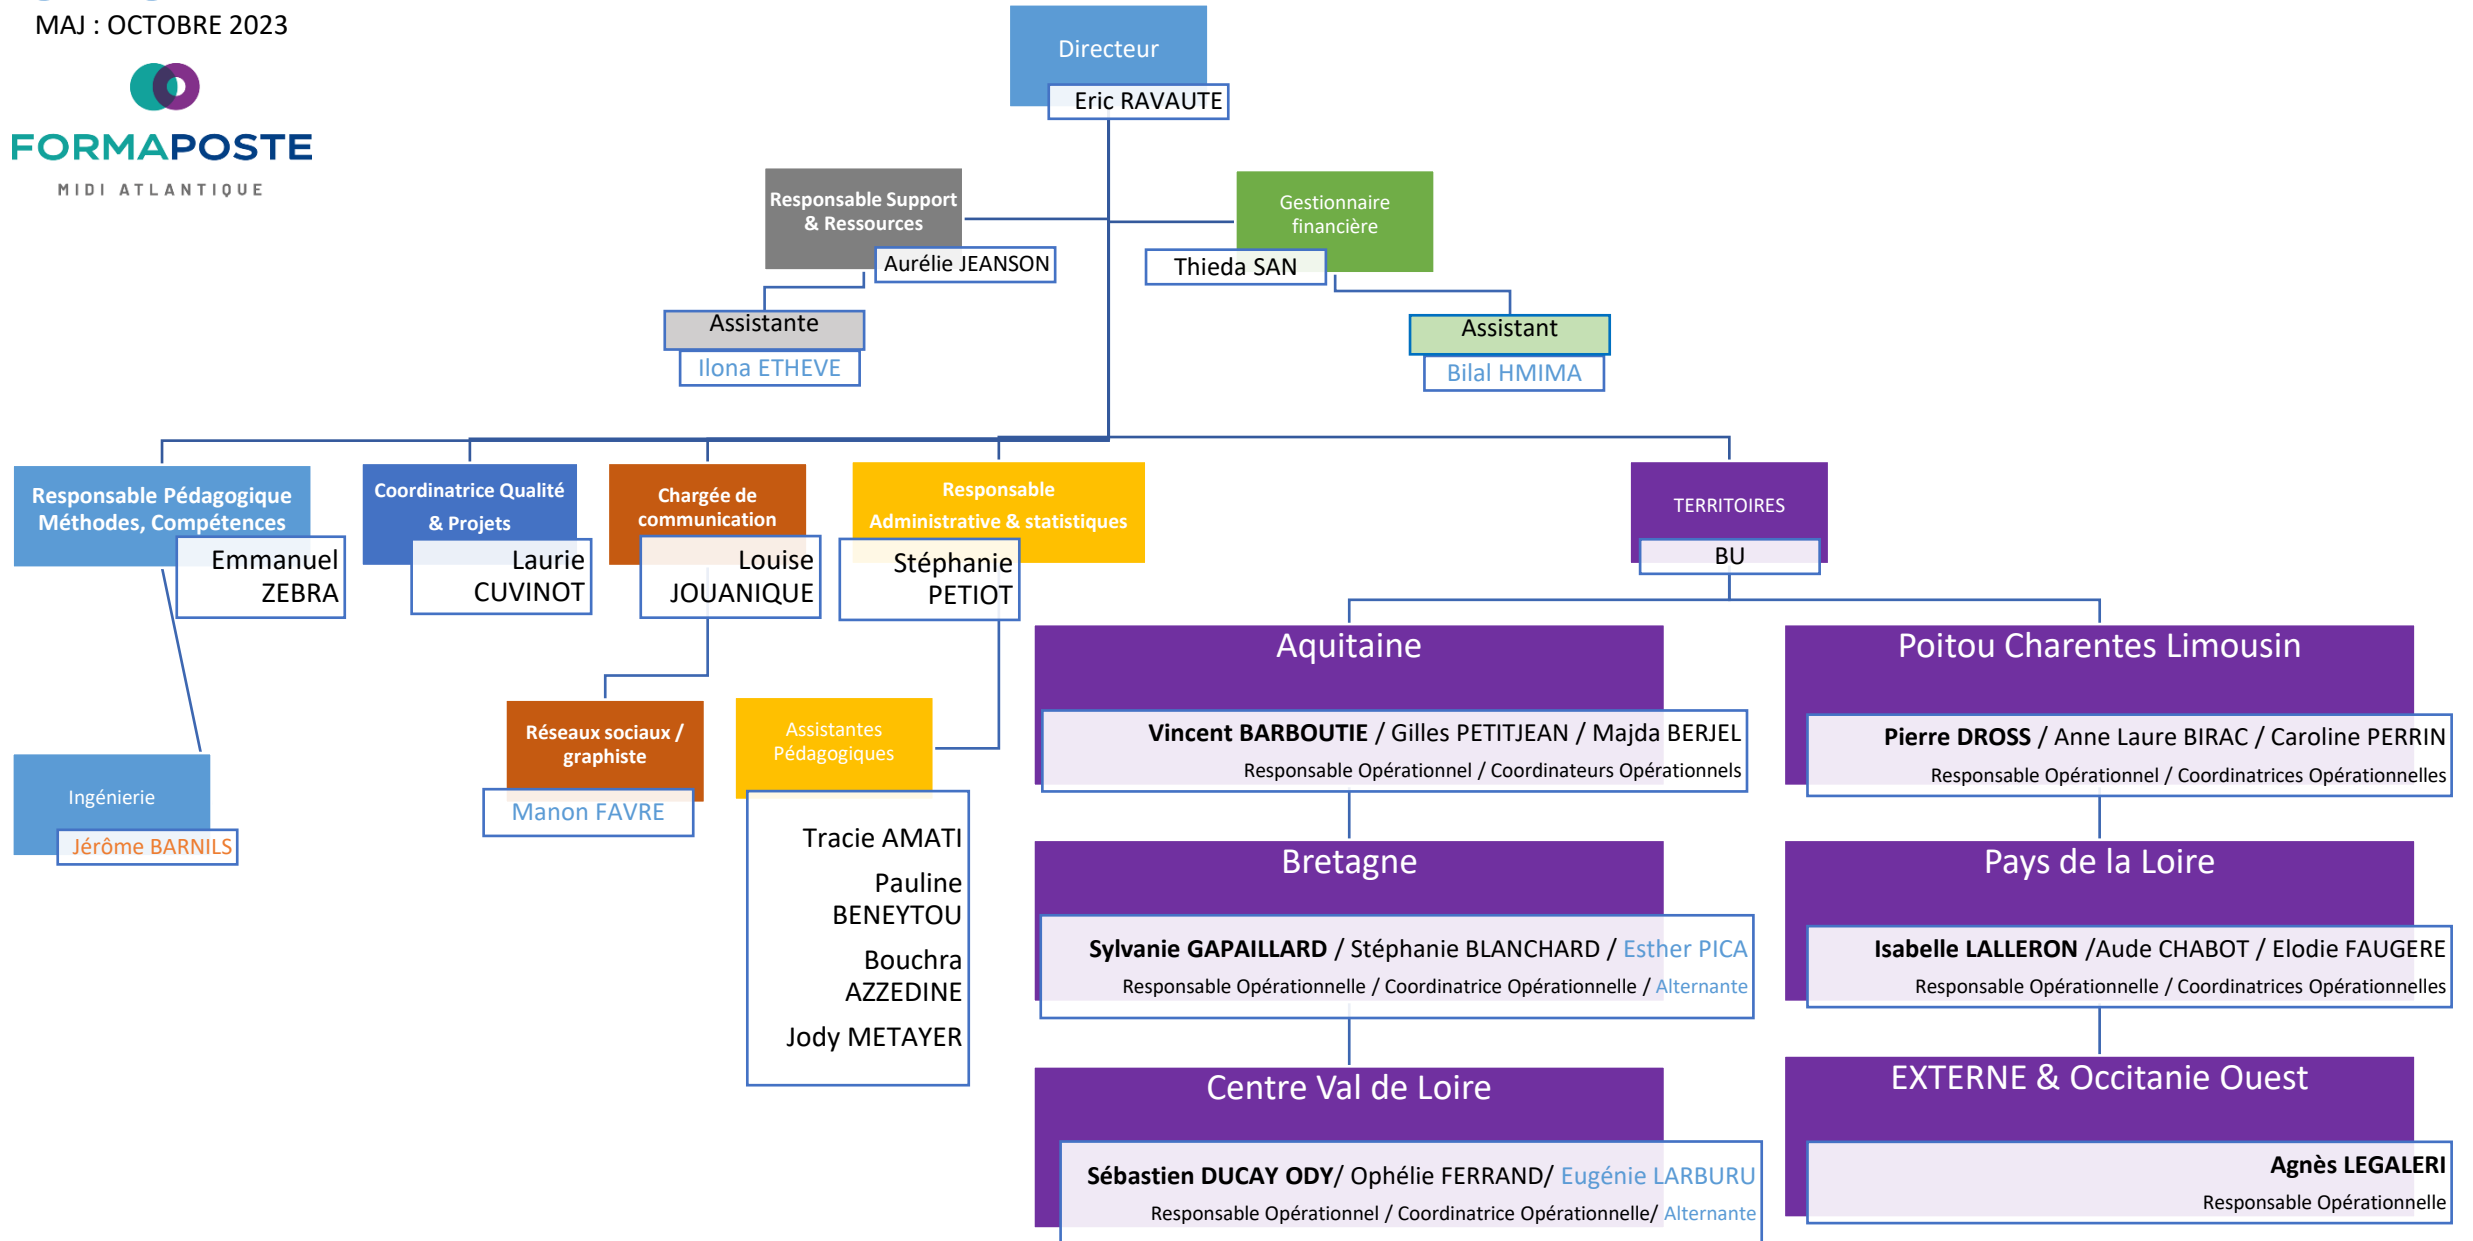 MAJ : OCTOBRE 2023
FORMAPOSTE
MIDI ATLANTIQUE
Directeur
Eric RAVAUTE
Responsable Support
& Ressources
Aurélie JEANSON
Gestionnaire
financière
Thieda SAN
Assistante
Ilona ETHEVE
Assistant
Bilal HMIMA
Responsable Pédagogique
Méthodes, Compétences
Emmanuel
ZEBRA
Coordinatrice Qualité
& Projets
Laurie
CUVINOT
Chargée de
communication
Louise
JOUANIQUE
Responsable
Administrative & statistiques
Stéphanie
PETIOT
TERRITOIRES
BU
Ingénierie
Jérôme BARNILS
Réseaux sociaux /
graphiste
Manon FAVRE
Assistantes
Pédagogiques
Tracie AMATI
Pauline
BENEYTOU
Bouchra
AZZEDINE
Jody METAYER
Aquitaine
Vincent BARBOUTIE / Gilles PETITJEAN / Majda BERJEL
Responsable Opérationnel / Coordinateurs Opérationnels
Poitou Charentes Limousin
Pierre DROSS / Anne Laure BIRAC / Caroline PERRIN
Responsable Opérationnel / Coordinatrices Opérationnelles
Bretagne
Sylvanie GAPAILLARD / Stéphanie BLANCHARD / Esther PICA
Responsable Opérationnelle / Coordinatrice Opérationnelle / Alternante
Pays de la Loire
Isabelle LALLERON /Aude CHABOT / Elodie FAUGERE
Responsable Opérationnelle / Coordinatrices Opérationnelles
Centre Val de Loire
Sébastien DUCAY ODY/ Ophélie FERRAND/ Eugénie LARBURU
Responsable Opérationnel / Coordinatrice Opérationnelle/ Alternante
EXTERNE & Occitanie Ouest
Agnès LEGALERI
Responsable Opérationnelle